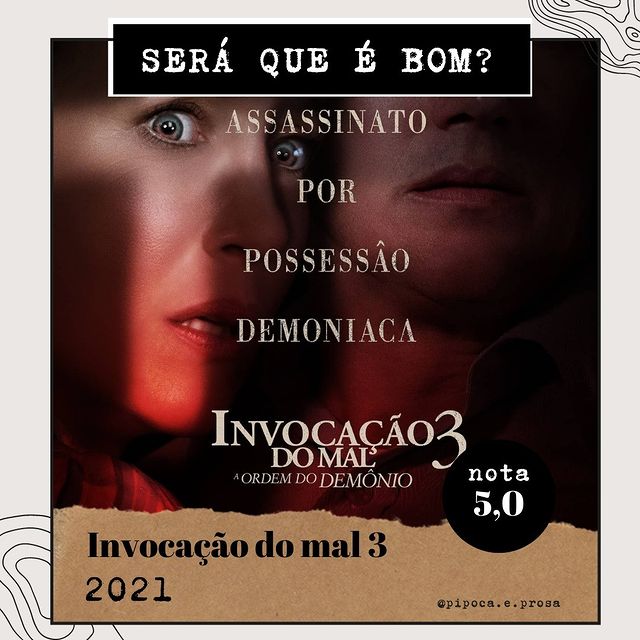 SERÁ QUE É BOM?
ASSASSINATO
POR
POSSESSÂO
DEMONIACA
INVOCAÇÃO 3
DO MAL
A ORDEM DO DEMÔNIO
nota
5,0
Invocação do mal 3
2021
@pipoca.e.prosa